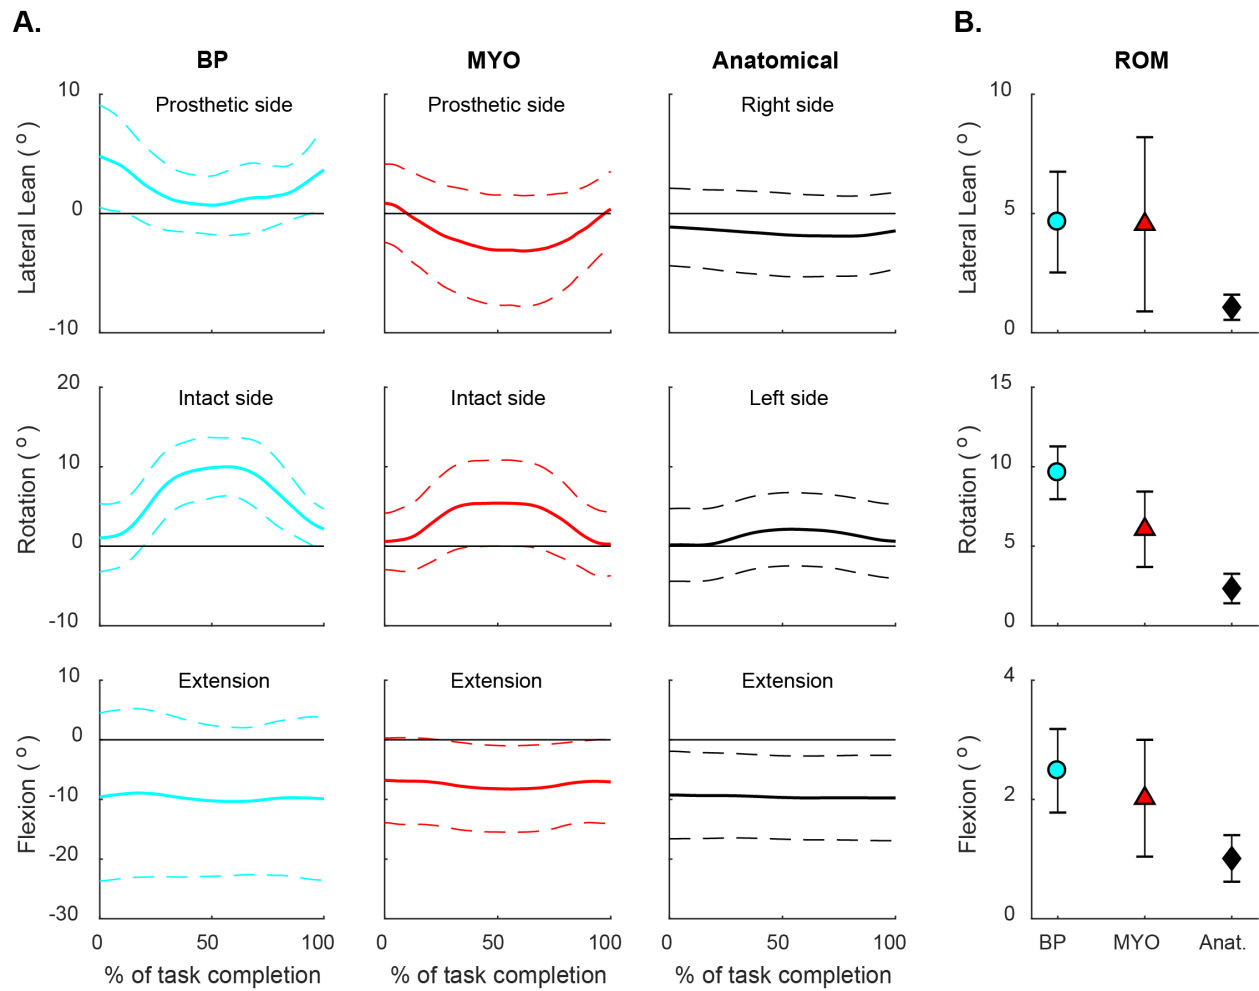 A.
B.
BP
MYO
Anatomical
ROM
Lateral Lean ( o )
10
0
-10
Prosthetic side
Prosthetic side
Right side
Lateral Lean ( o )
10
5
0
Rotation ( o )
20
10
0
-10
Intact side
Intact side
Left side
Rotation ( o )
15
10
5
0
Flexion ( o )
10
0
-10
-20
-30
Extension
Extension
Extension
Flexion ( o )
4
2
0
0 50 100
0 50 100
0 50 100
BP MYO Anat.
% of task completion
% of task completion
% of task completion